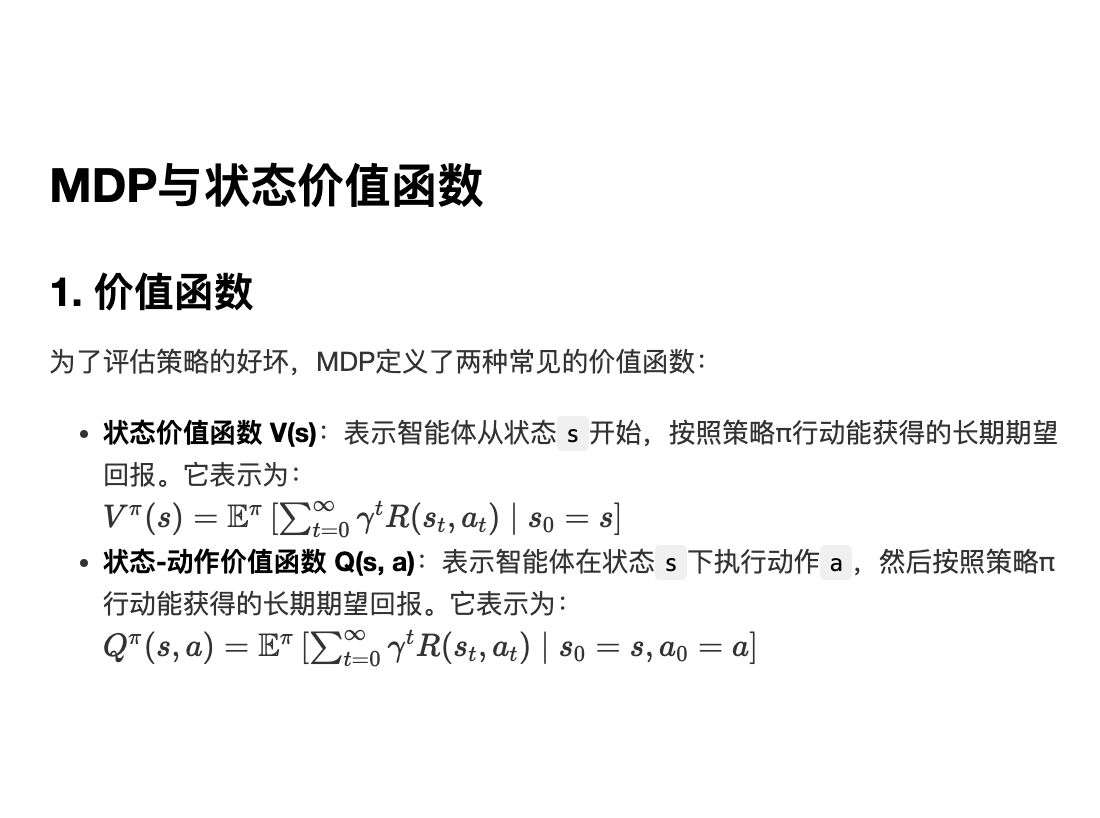 MDP与状态价值函数
1. 价值函数
为了评估策略的好坏，MDP定义了两种常见的价值函数：
• 状态价值函数 V(s)：表示智能体从状态 s 开始，按照策略π行动能获得的长期期望
回报。它表示为：
$V^{\pi}(s) = \mathbb{E}^{\pi} \left[ \sum_{t=0}^{\infty} \gamma^t R(s_t, a_t) \mid s_0 = s \right]$
• 状态-动作价值函数 Q(s, a)：表示智能体在状态 s 下执行动作 a ，然后按照策略π
行动能获得的长期期望回报。它表示为：
$Q^{\pi}(s, a) = \mathbb{E}^{\pi} \left[ \sum_{t=0}^{\infty} \gamma^t R(s_t, a_t) \mid s_0 = s, a_0 = a \right]$